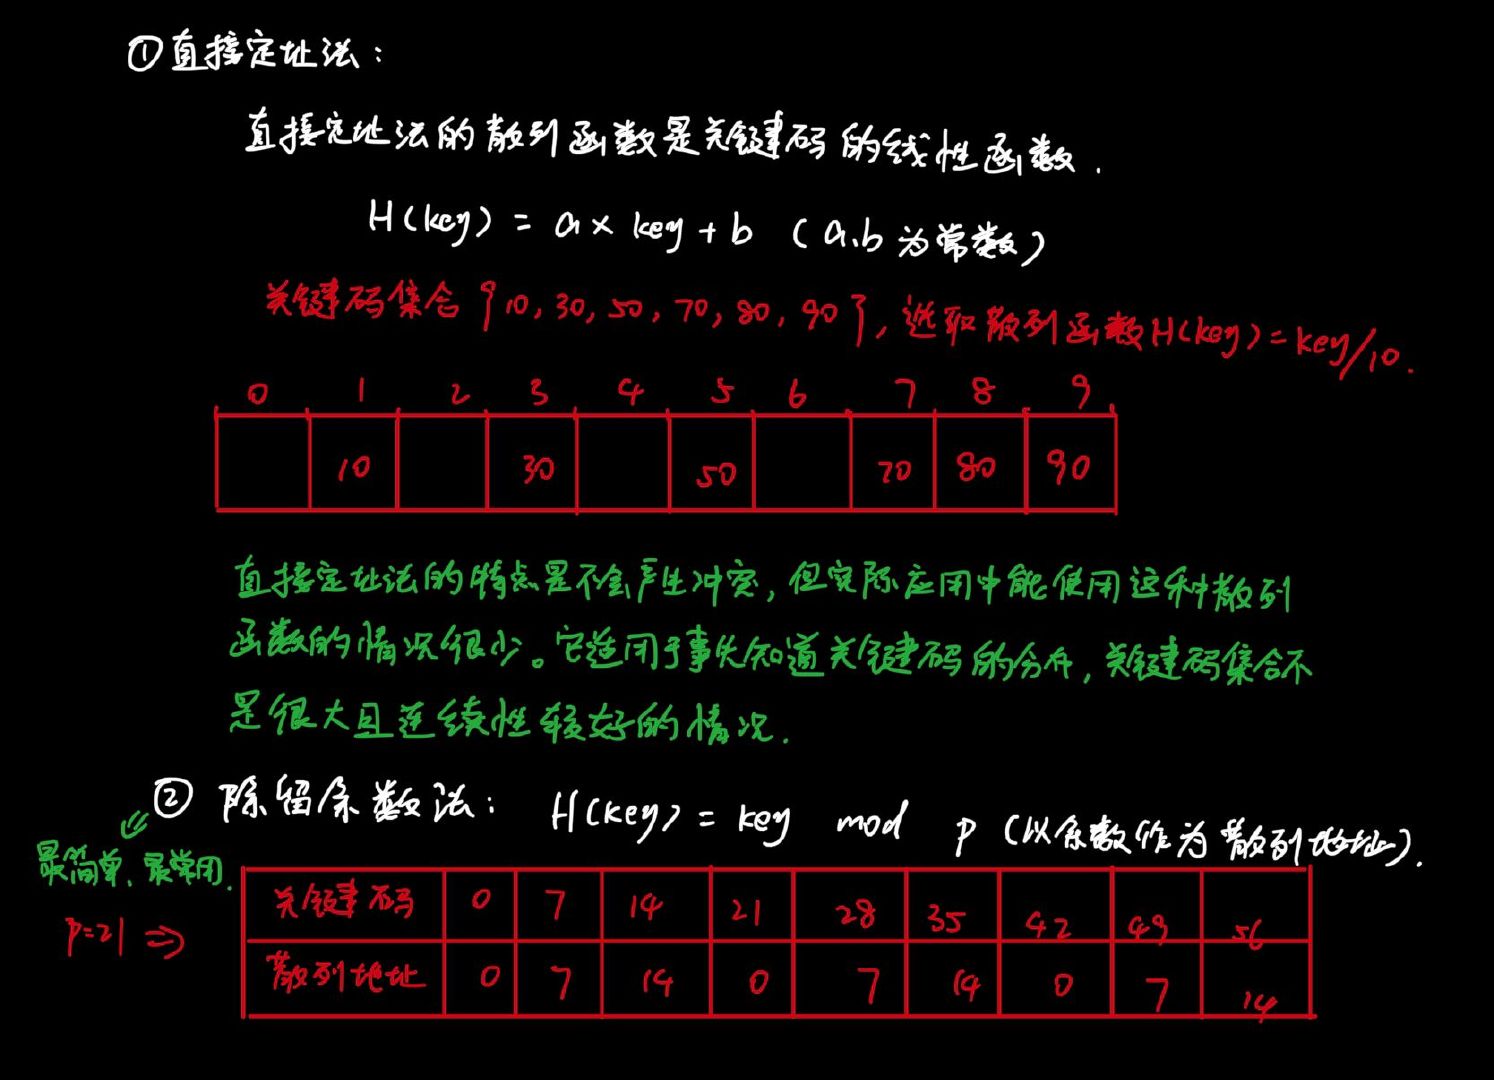 ①直接定址法：
直接定址法的散列函数是关键码的线性函数．
H(key) = a × key + b （a、b为常数）
关键码集合{10, 30, 50, 70, 80, 90}，选取散列函数H(key) = key/10．
0 1 2 3 4 5 6 7 8 9
10 30 50 70 80 90
直接定址法的特点是不会产生冲突，但实际应用中能使用这种散列
函数的情况很少。它适用于事先知道关键码的分布，关键码集合不
是很大且连续性较好的情况．
② 除留余数法： H(key) = key mod p （以余数作为散列地址）．
最简单、最常用．
关键码 0 7 14 21 28 35 42 49 56
p=21 ⇒
散列地址 0 7 14 0 7 14 0 7 14